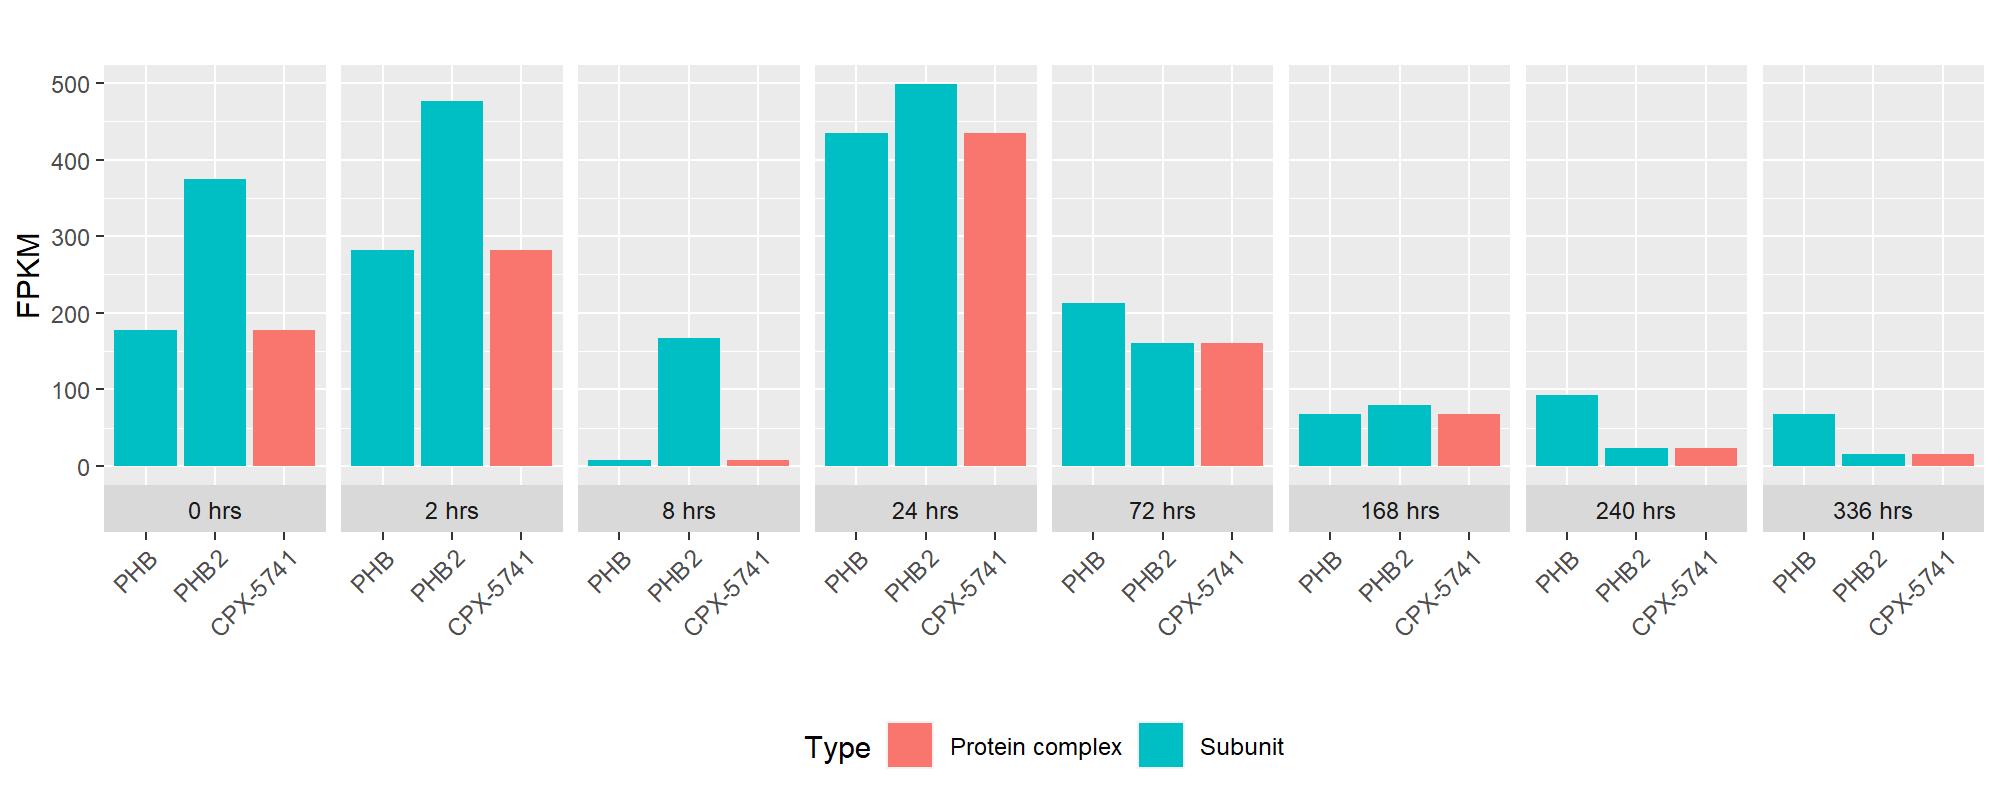 FPKM
500
400
300
200
100
0
0 hrs 2 hrs 8 hrs 24 hrs 72 hrs 168 hrs 240 hrs 336 hrs
PHB PHB2 CPX-5741 PHB PHB2 CPX-5741 PHB PHB2 CPX-5741 PHB PHB2 CPX-5741 PHB PHB2 CPX-5741 PHB PHB2 CPX-5741 PHB PHB2 CPX-5741 PHB PHB2 CPX-5741
Type Protein complex Subunit